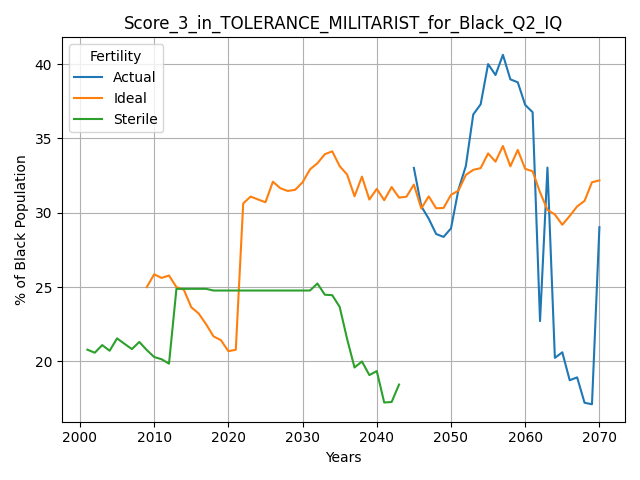 Score_3_in_TOLERANCE_MILITARIST_for_Black_Q2_IQ
Fertility
Actual
Ideal
Sterile
% of Black Population
40
35
30
25
20
2000 2010 2020 2030 2040 2050 2060 2070
Years